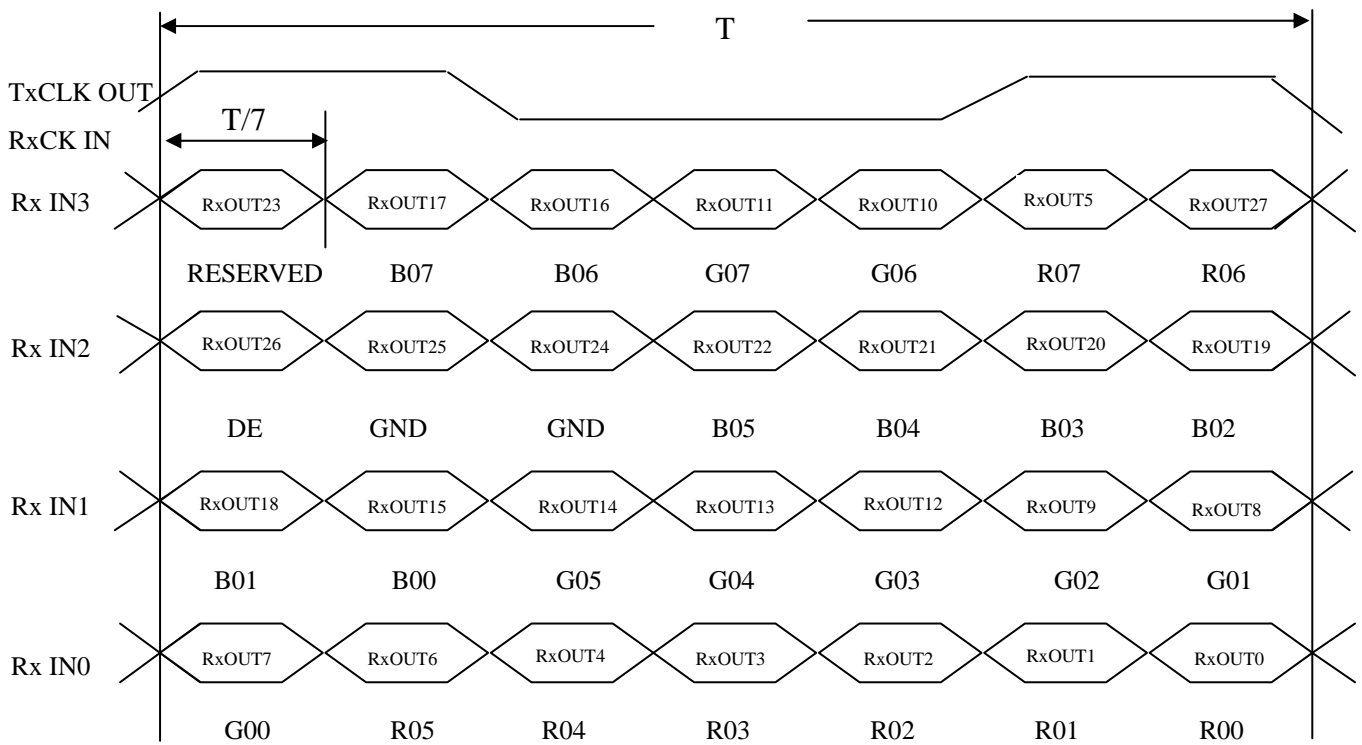 T
TxCLK OUT
T/7
RxCK IN
Rx IN3 RxOUT23 RxOUT17 RxOUT16 RxOUT11 RxOUT10 RxOUT5 RxOUT27
RESERVED B07 B06 G07 G06 R07 R06
Rx IN2 RxOUT26 RxOUT25 RxOUT24 RxOUT22 RxOUT21 RxOUT20 RxOUT19
DE GND GND B05 B04 B03 B02
Rx IN1 RxOUT18 RxOUT15 RxOUT14 RxOUT13 RxOUT12 RxOUT9 RxOUT8
B01 B00 G05 G04 G03 G02 G01
Rx IN0 RxOUT7 RxOUT6 RxOUT4 RxOUT3 RxOUT2 RxOUT1 RxOUT0
G00 R05 R04 R03 R02 R01 R00